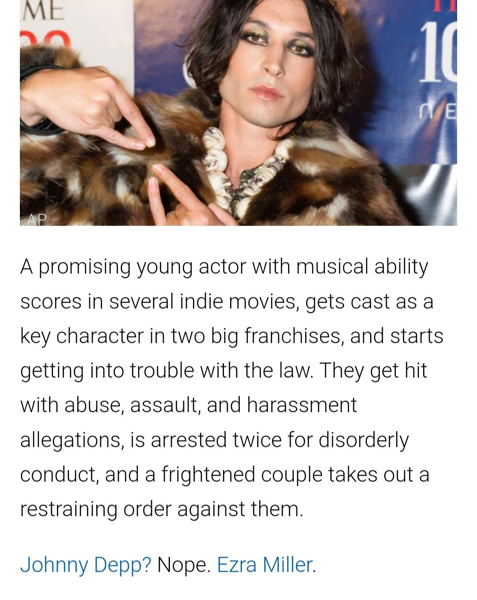 ME
10
AP
A promising young actor with musical ability
scores in several indie movies, gets cast as a
key character in two big franchises, and starts
getting into trouble with the law. They get hit
with abuse, assault, and harassment
allegations, is arrested twice for disorderly
conduct, and a frightened couple takes out a
restraining order against them.
Johnny Depp? Nope. Ezra Miller.